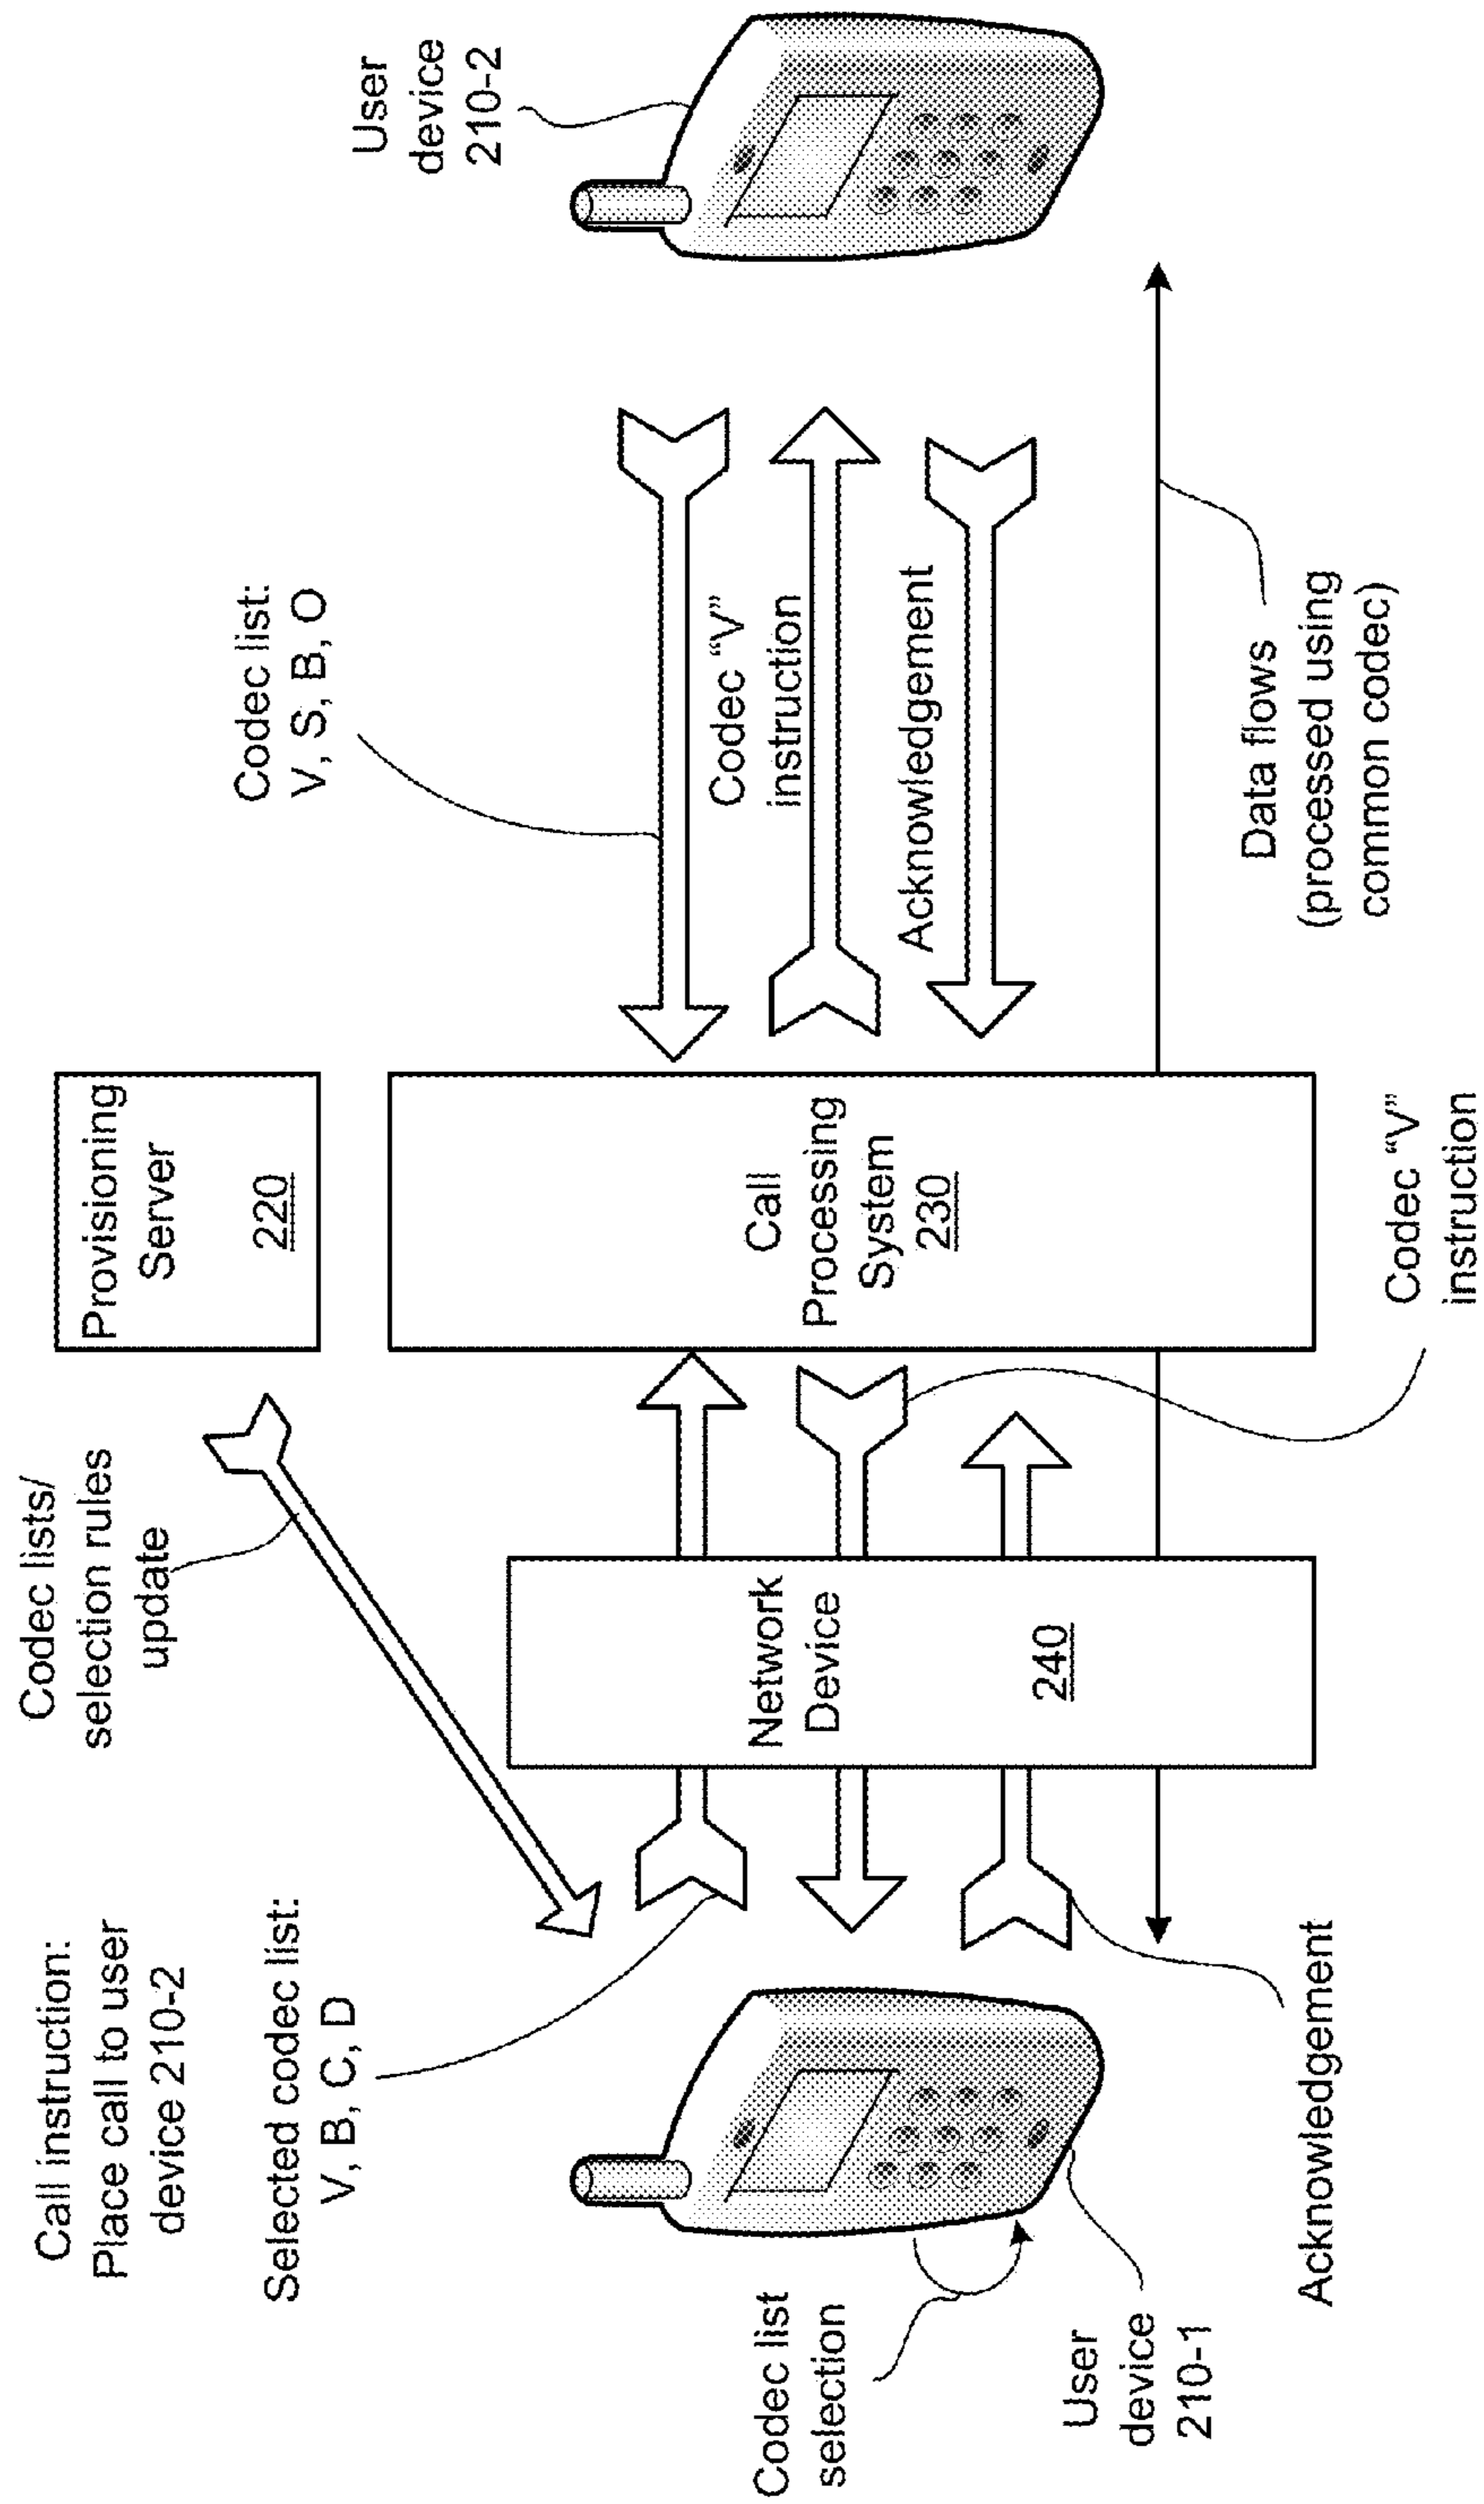 Call instruction:
Place call to user
device 210-2
Selected codec list:
V, B, C, D
Codec lists/
selection rules
update
Provisioning
Server
220
Codec list:
V, S, B, O
User
device
210-2
Codec list
selection
User
device
210-1
Network
Device
240
Call
Processing
System
230
Codec “V”
instruction
Acknowledgement
Acknowledgement
Codec “V”
instruction
Data flows
(processed using
common codec)